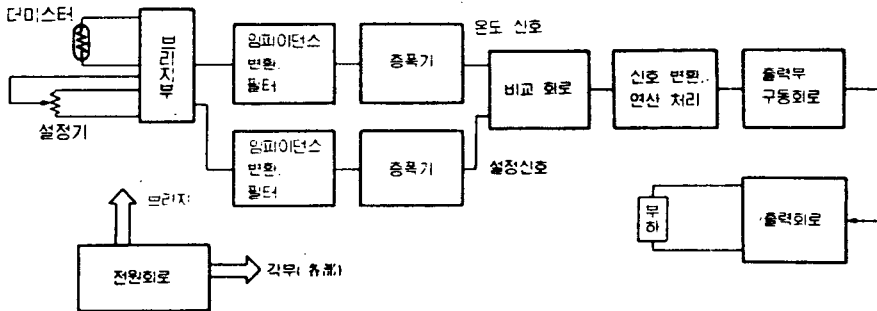 더미스터
설정기
브리지부
임피이던스
변환.
필터
증폭기
온도 신호
임피이던스
변환.
필터
증폭기
설정신호
비교 회로
신호 변환.
연산 처리
출력부
구동회로
출력회로
부하
브리지
전원회로
각부(各部)